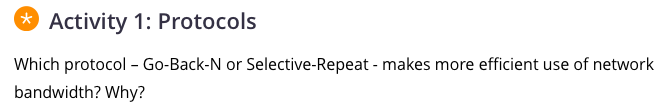 Activity 1: Protocols
Which protocol – Go-Back-N or Selective-Repeat - makes more efficient use of network
bandwidth? Why?